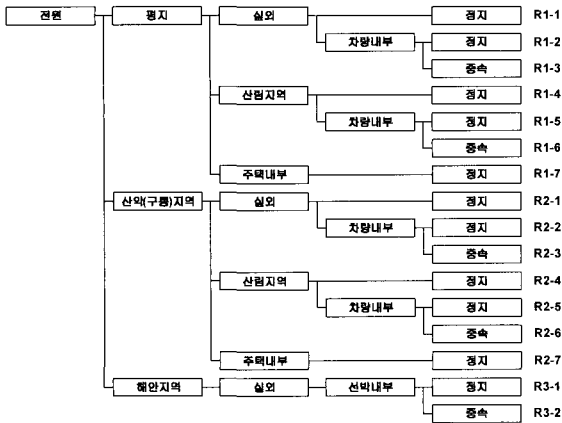 전원 평지 실외 정지 R1-1
차량내부 정지 R1-2
중속 R1-3
산림지역 정지 R1-4
차량내부 정지 R1-5
중속 R1-6
주택내부 정지 R1-7
산악(구릉)지역 실외 정지 R2-1
차량내부 정지 R2-2
중속 R2-3
산림지역 정지 R2-4
차량내부 정지 R2-5
중속 R2-6
주택내부 정지 R2-7
해안지역 실외 선박내부 정지 R3-1
중속 R3-2